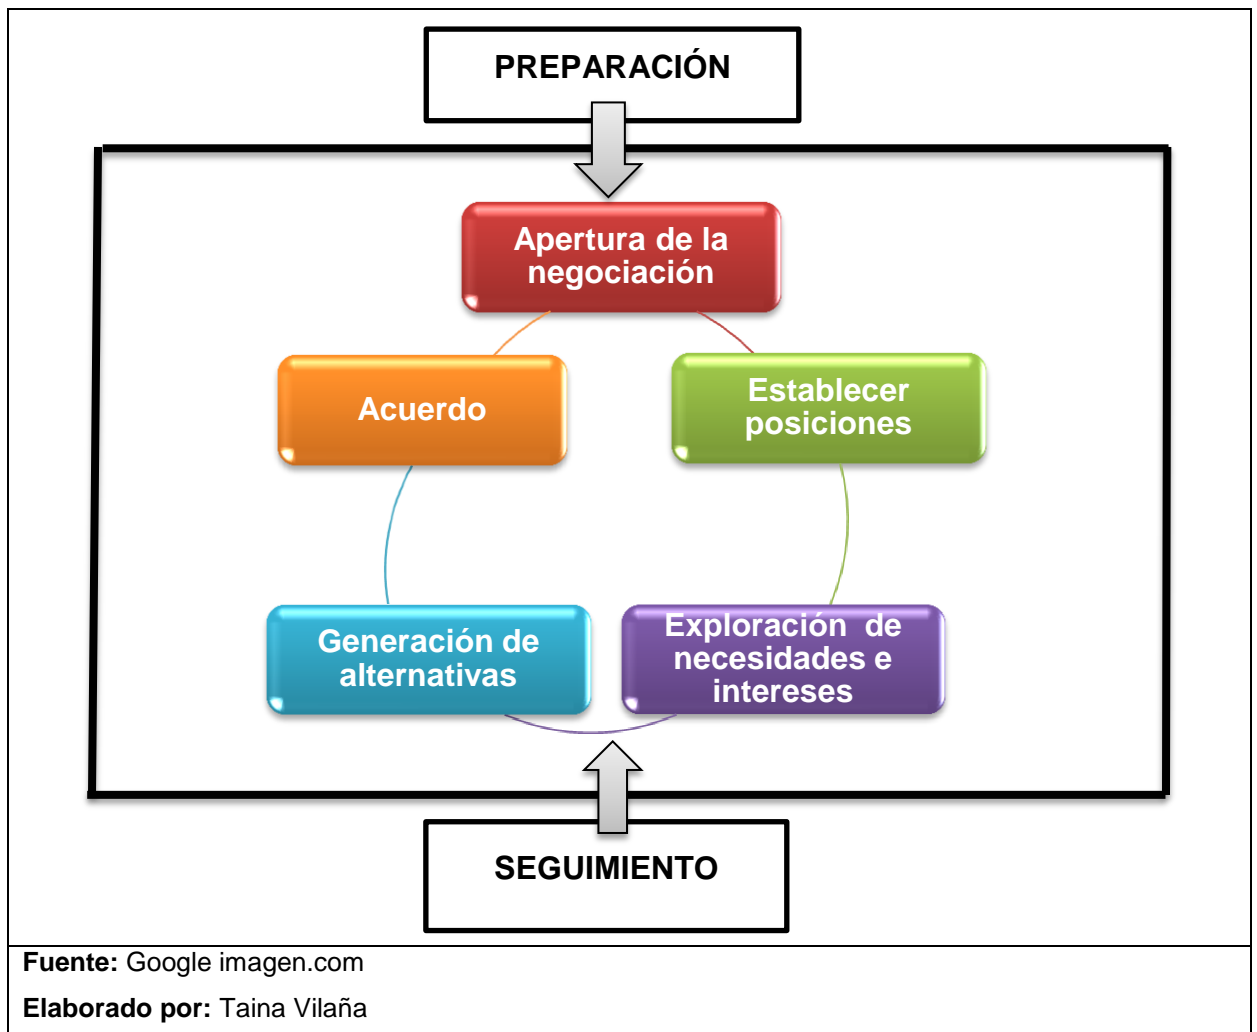 PREPARACIÓN
Apertura de la
negociación
Establecer
posiciones
Exploración de
necesidades e
intereses
Generación de
alternativas
Acuerdo
SEGUIMIENTO
Fuente: Google imagen.com
Elaborado por: Taina Vilaña